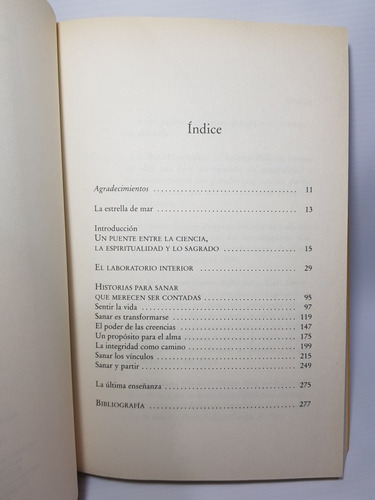 Índice
Agradecimientos 11
La estrella de mar 13
Introducción
UN PUENTE ENTRE LA CIENCIA,
LA ESPIRITUALIDAD Y LO SAGRADO 15
EL LABORATORIO INTERIOR 29
HISTORIAS PARA SANAR
QUE MERECEN SER CONTADAS 95
Sentir la vida 97
Sanar es transformarse 119
El poder de las creencias 147
Un propósito para el alma 175
La integridad como camino 199
Sanar los vínculos 215
Sanar y partir 249
La última enseñanza 275
BIBLIOGRAFÍA 277